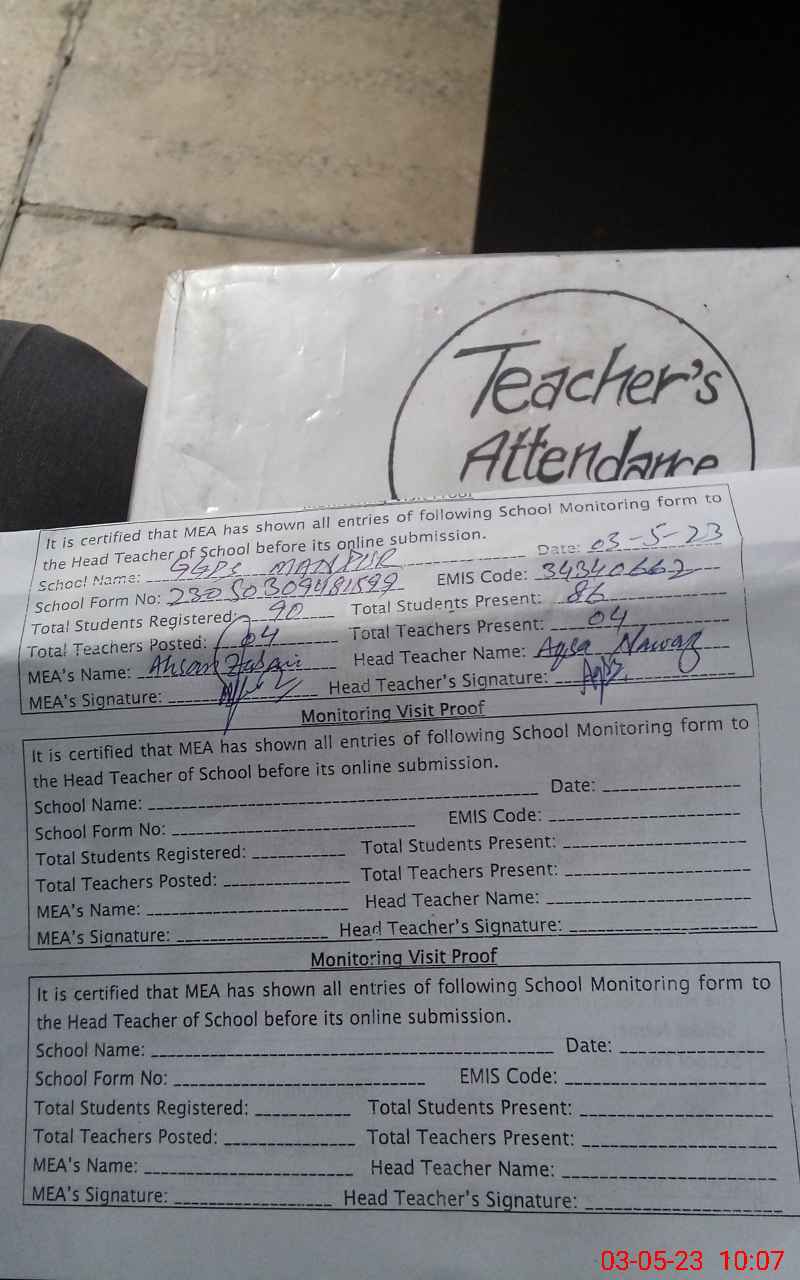 Teacher's
Attendance
Monitoring Visit Proof
It is certified that MEA has shown all entries of following School Monitoring form to
the Head Teacher of School before its online submission.
School Name: GGPS MANPUR Date: 03-5-23
School Form No: 23050309481599 EMIS Code: 34340662
Total Students Registered: 90 Total Students Present: 86
Total Teachers Posted: 04 Total Teachers Present: 04
MEA's Name: Ahsan Head Teacher Name: Aqsa Nawaz
MEA's Signature: Head Teacher's Signature:
Monitoring Visit Proof
It is certified that MEA has shown all entries of following School Monitoring form to
the Head Teacher of School before its online submission.
School Name: Date:
School Form No: EMIS Code:
Total Students Registered: Total Students Present:
Total Teachers Posted: Total Teachers Present:
MEA's Name: Head Teacher Name:
MEA's Signature: Head Teacher's Signature:
Monitoring Visit Proof
It is certified that MEA has shown all entries of following School Monitoring form to
the Head Teacher of School before its online submission.
School Name: Date:
School Form No: EMIS Code:
Total Students Registered: Total Students Present:
Total Teachers Posted: Total Teachers Present:
MEA's Name: Head Teacher Name:
MEA's Signature: Head Teacher's Signature:
03-05-23 10:07